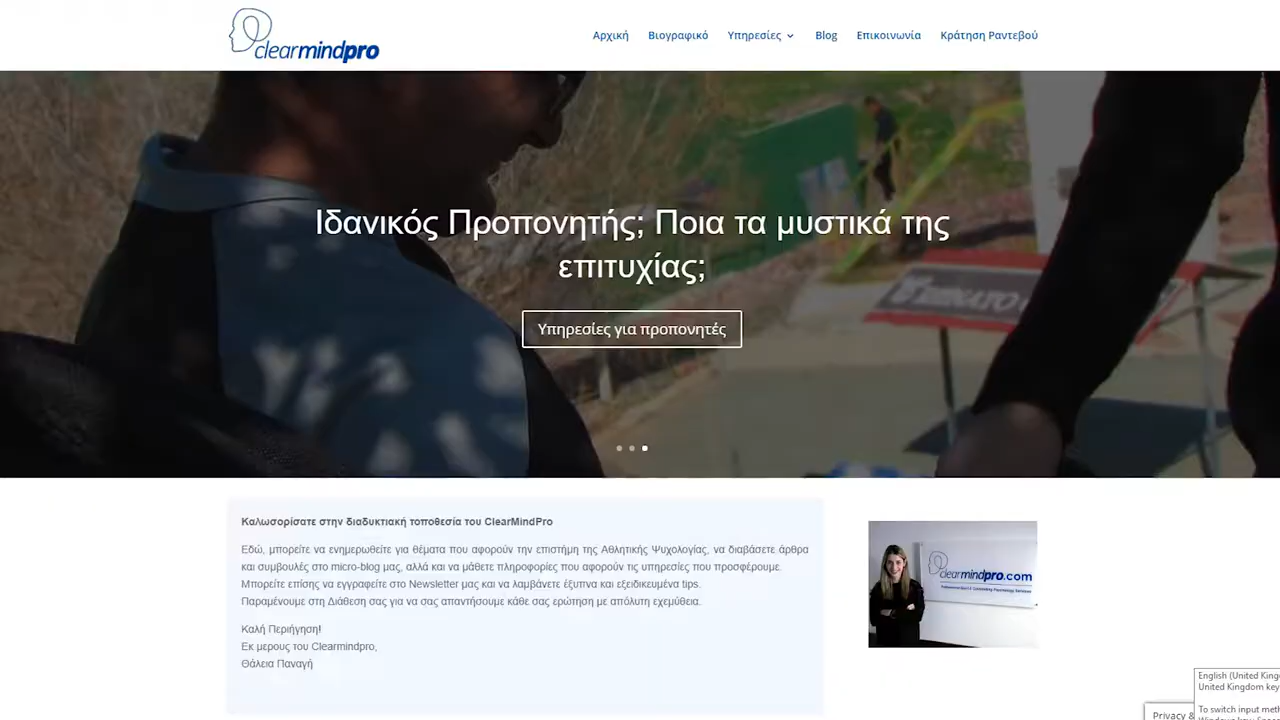 clearmindpro
Αρχική Βιογραφικό Υπηρεσίες Blog Επικοινωνία Κράτηση Ραντεβού
Ιδανικός Προπονητής; Ποια τα μυστικά της
επιτυχίας;
Υπηρεσίες για προπονητές
Καλωσορίσατε στην διαδυκτιακή τοποθεσία του ClearMindPro
Εδώ, μπορείτε να ενημερωθείτε για θέματα που αφορούν την επιστήμη της Αθλητικής Ψυχολογίας, να διαβάσετε άρθρα
και συμβουλές στο micro-blog μας, αλλά και να μάθετε πληροφορίες που αφορούν τις υπηρεσίες που προσφέρουμε.
Μπορείτε επίσης να εγγραφείτε στο Newsletter μας και να λαμβάνετε έξυπνα και εξειδικευμένα tips.
Παραμένουμε στη Διάθεση σας για να σας απαντήσουμε κάθε σας ερώτηση με απόλυτη εχεμύθεια.
Καλή Περιήγηση!
Εκ μερους του Clearmindpro,
Θάλεια Παναγή
clearmindpro.com
English (United King
United Kingdom key
To switch input meth
Privacy &